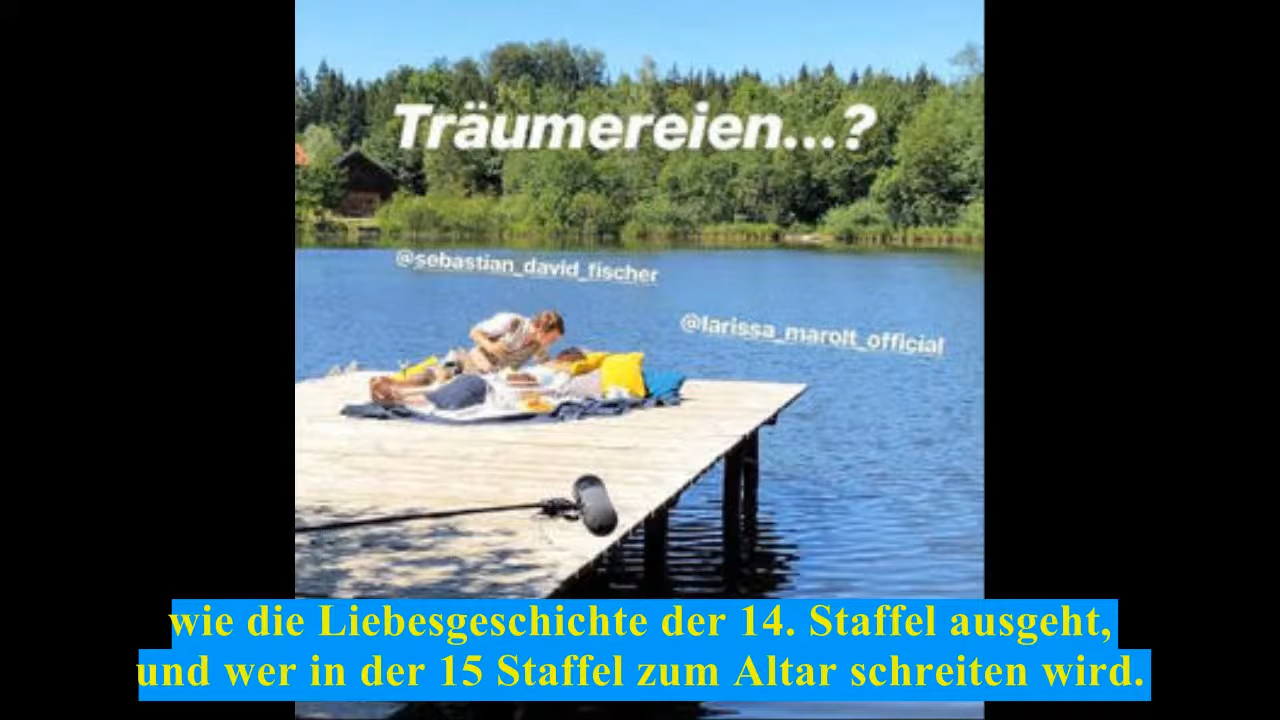 Träumereien...?
@sebastian_david_fischer
@larissa_marolt_official
wie die Liebesgeschichte der 14. Staffel ausgeht,
und wer in der 15 Staffel zum Altar schreiten wird.